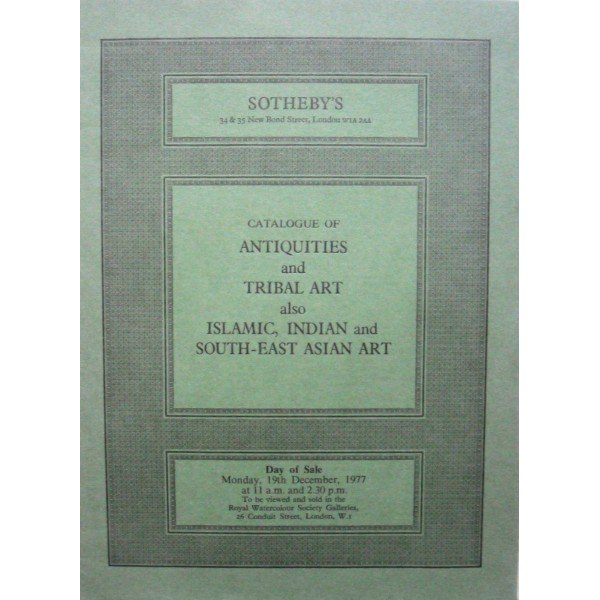 SOTHEBY'S
34 & 35 New Bond Street, London W1A 2AA
CATALOGUE OF
ANTIQUITIES
and
TRIBAL ART
also
ISLAMIC, INDIAN and
SOUTH-EAST ASIAN ART
Day of Sale
Monday, 19th December, 1977
at 11 a.m. and 2.30 p.m.
To be viewed and sold in the
Royal Watercolour Society Galleries,
26 Conduit Street, London, W.1